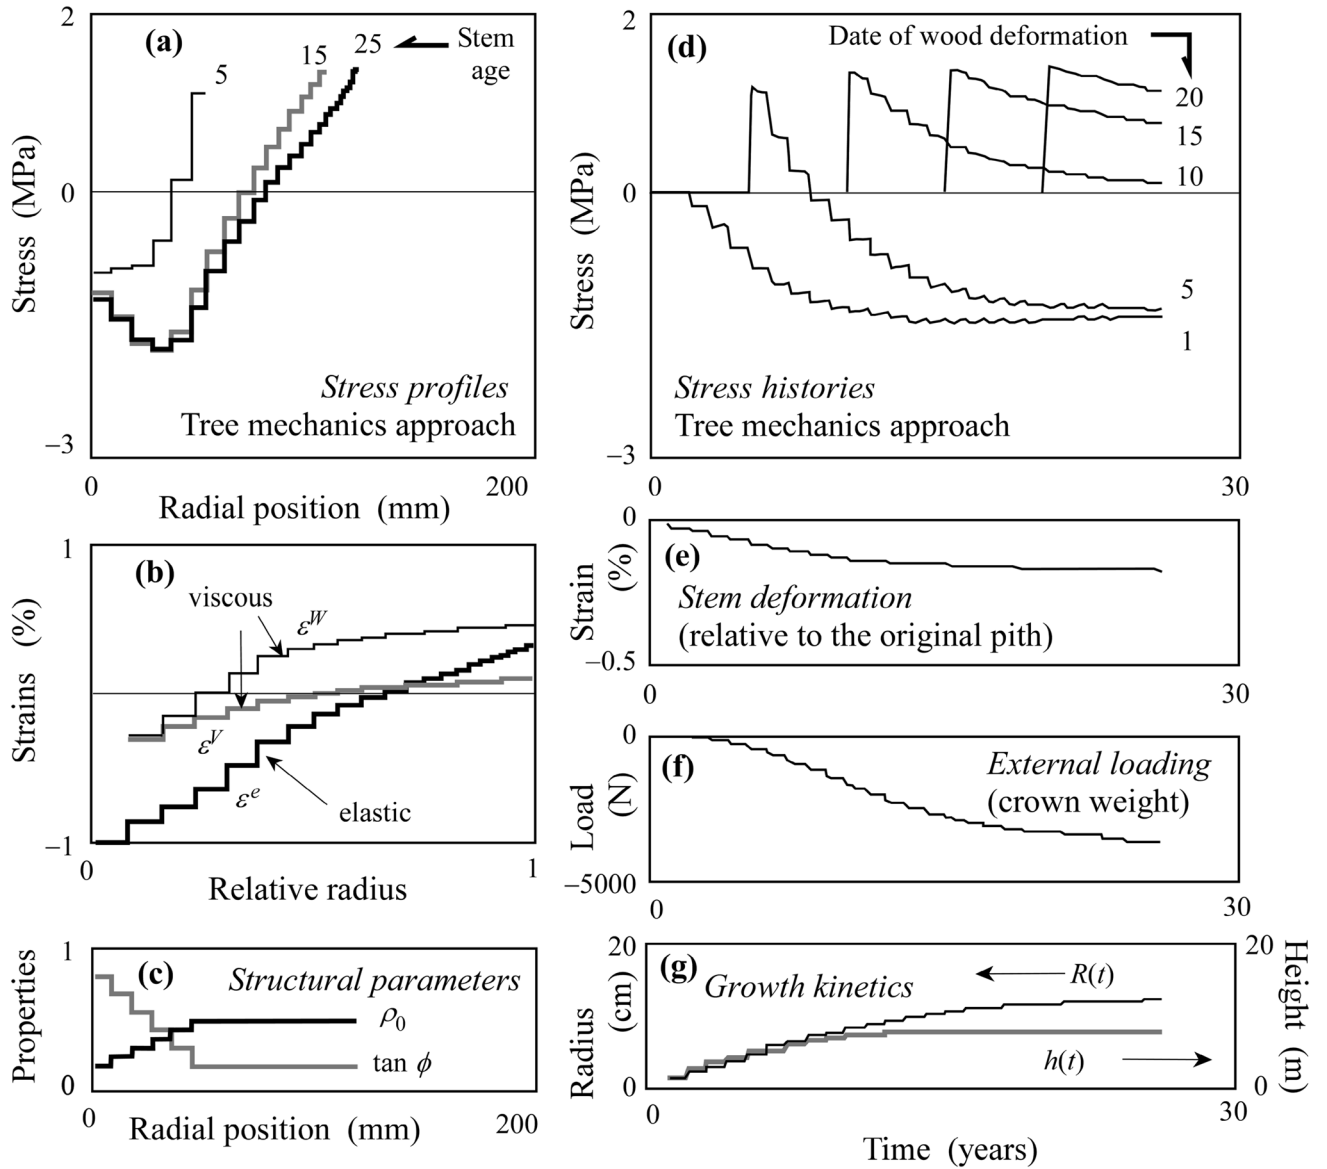 2
(a)
5
15
25
Stem
age
0
Stress (MPa)
Stress profiles
Tree mechanics approach
−3
0
200
Radial position (mm)
1
(b)
viscous
εW
εV
εe
elastic
Strains (%)
−1
0
1
Relative radius
1
(c)
Structural parameters
ρ0
tan ϕ
Properties
0
0
200
Radial position (mm)
2
(d)
Date of wood deformation
20
15
10
5
1
0
Stress (MPa)
Stress histories
Tree mechanics approach
−3
0
30
0
(e)
Strain
(%)
Stem deformation
(relative to the original pith)
−0.5
0
30
0
(f)
External loading
(crown weight)
Load
(N)
−5000
0
30
20
(g)
Growth kinetics
R(t)
h(t)
20
Radius
(cm)
Height (m)
0
0
0
30
Time (years)